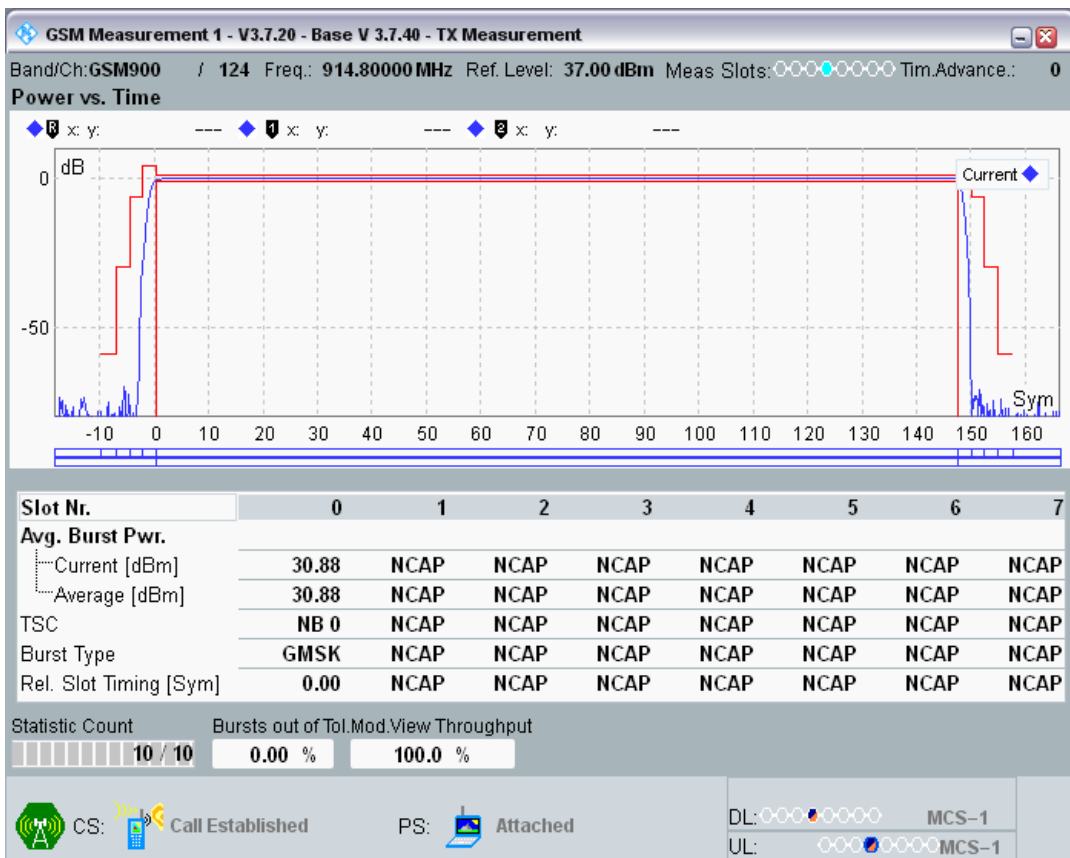 GSM Measurement 1 - V3.7.20 - Base V 3.7.40 - TX Measurement
Band/Ch:GSM900 / 124 Freq.: 914.80000 MHz Ref. Level: 37.00 dBm Meas Slots: Tim.Advance.: 0
Power vs. Time
R x: y: --- 1 x: y: --- 2 x: y: ---
dB
0
Current
-50
Sym
-10 0 10 20 30 40 50 60 70 80 90 100 110 120 130 140 150 160
Slot Nr. 0 1 2 3 4 5 6 7
Avg. Burst Pwr.
Current [dBm] 30.88 NCAP NCAP NCAP NCAP NCAP NCAP NCAP
Average [dBm] 30.88 NCAP NCAP NCAP NCAP NCAP NCAP NCAP
TSC NB 0 NCAP NCAP NCAP NCAP NCAP NCAP NCAP
Burst Type GMSK NCAP NCAP NCAP NCAP NCAP NCAP NCAP
Rel. Slot Timing [Sym] 0.00 NCAP NCAP NCAP NCAP NCAP NCAP NCAP
Statistic Count Bursts out of Tol.Mod.View Throughput
10 / 10 0.00 % 100.0 %
CS: Call Established PS: Attached
DL: MCS-1
UL: MCS-1